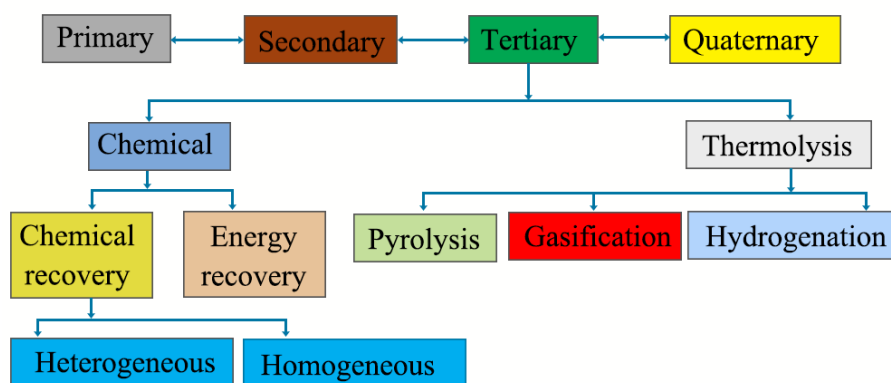 Primary
Secondary
Tertiary
Quaternary
Chemical
Thermolysis
Chemical
recovery
Energy
recovery
Pyrolysis
Gasification
Hydrogenation
Heterogeneous
Homogeneous